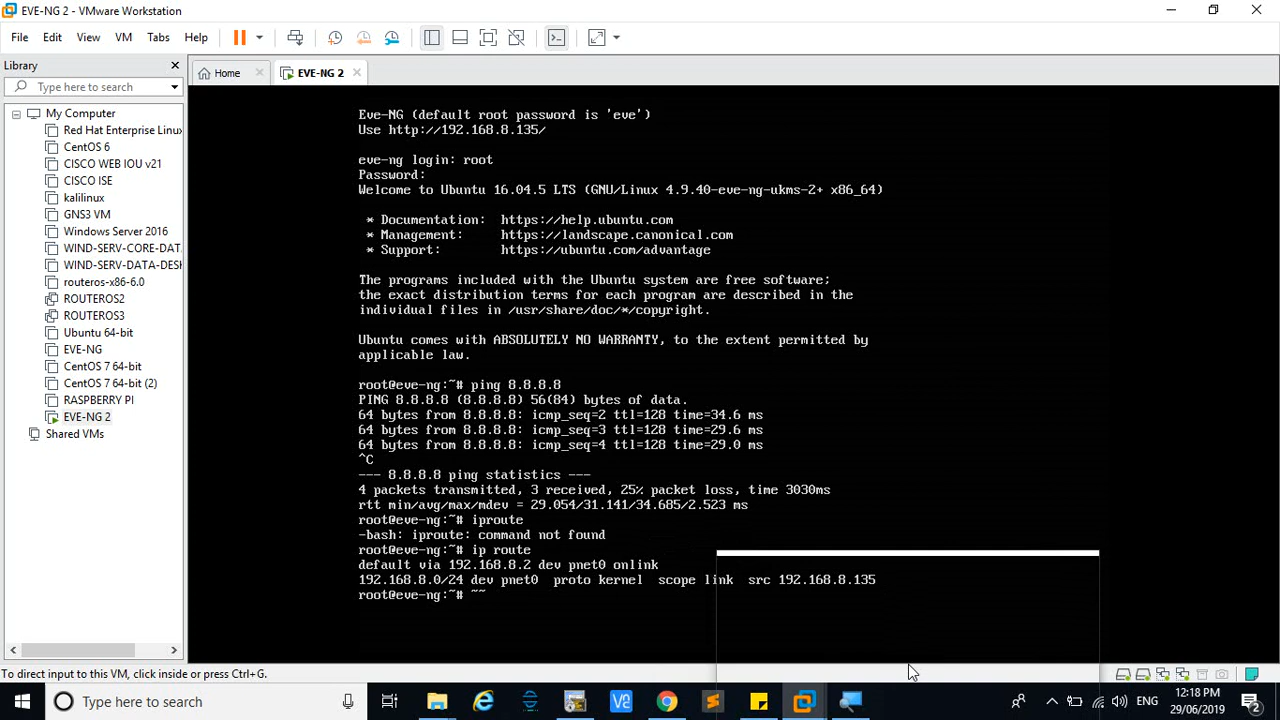 EVE-NG 2 - VMware Workstation
File Edit View VM Tabs Help
Library
Type here to search
My Computer
Red Hat Enterprise Linux
CentOS 6
CISCO WEB IOU v21
CISCO ISE
kalilinux
GNS3 VM
Windows Server 2016
WIND-SERV-CORE-DAT
WIND-SERV-DATA-DESK
routeros-x86-6.0
ROUTEROS2
ROUTEROS3
Ubuntu 64-bit
EVE-NG
CentOS 7 64-bit
CentOS 7 64-bit (2)
RASPBERRY PI
EVE-NG 2
Shared VMs
Home
EVE-NG 2
Eve-NG (default root password is 'eve')
Use http://192.168.8.135/
eve-ng login: root
Password:
Welcome to Ubuntu 16.04.5 LTS (GNU/Linux 4.9.40-eve-ng-ukms-2+ x86_64)
* Documentation: https://help.ubuntu.com
* Management: https://landscape.canonical.com
* Support: https://ubuntu.com/advantage
The programs included with the Ubuntu system are free software;
the exact distribution terms for each program are described in the
individual files in /usr/share/doc/*/copyright.
Ubuntu comes with ABSOLUTELY NO WARRANTY, to the extent permitted by
applicable law.
root@eve-ng:~# ping 8.8.8.8
PING 8.8.8.8 (8.8.8.8) 56(84) bytes of data.
64 bytes from 8.8.8.8: icmp_seq=2 ttl=128 time=34.6 ms
64 bytes from 8.8.8.8: icmp_seq=3 ttl=128 time=29.6 ms
64 bytes from 8.8.8.8: icmp_seq=4 ttl=128 time=29.0 ms
^C
--- 8.8.8.8 ping statistics ---
4 packets transmitted, 3 received, 25% packet loss, time 3030ms
rtt min/avg/max/mdev = 29.054/31.141/34.685/2.523 ms
root@eve-ng:~# iproute
-bash: iproute: command not found
root@eve-ng:~# ip route
default via 192.168.8.2 dev pnet0 onlink
192.168.8.0/24 dev pnet0 proto kernel scope link src 192.168.8.135
root@eve-ng:~# ~~
To direct input to this VM, click inside or press Ctrl+G.
Type here to search
ENG
12:18 PM
29/06/2019
2